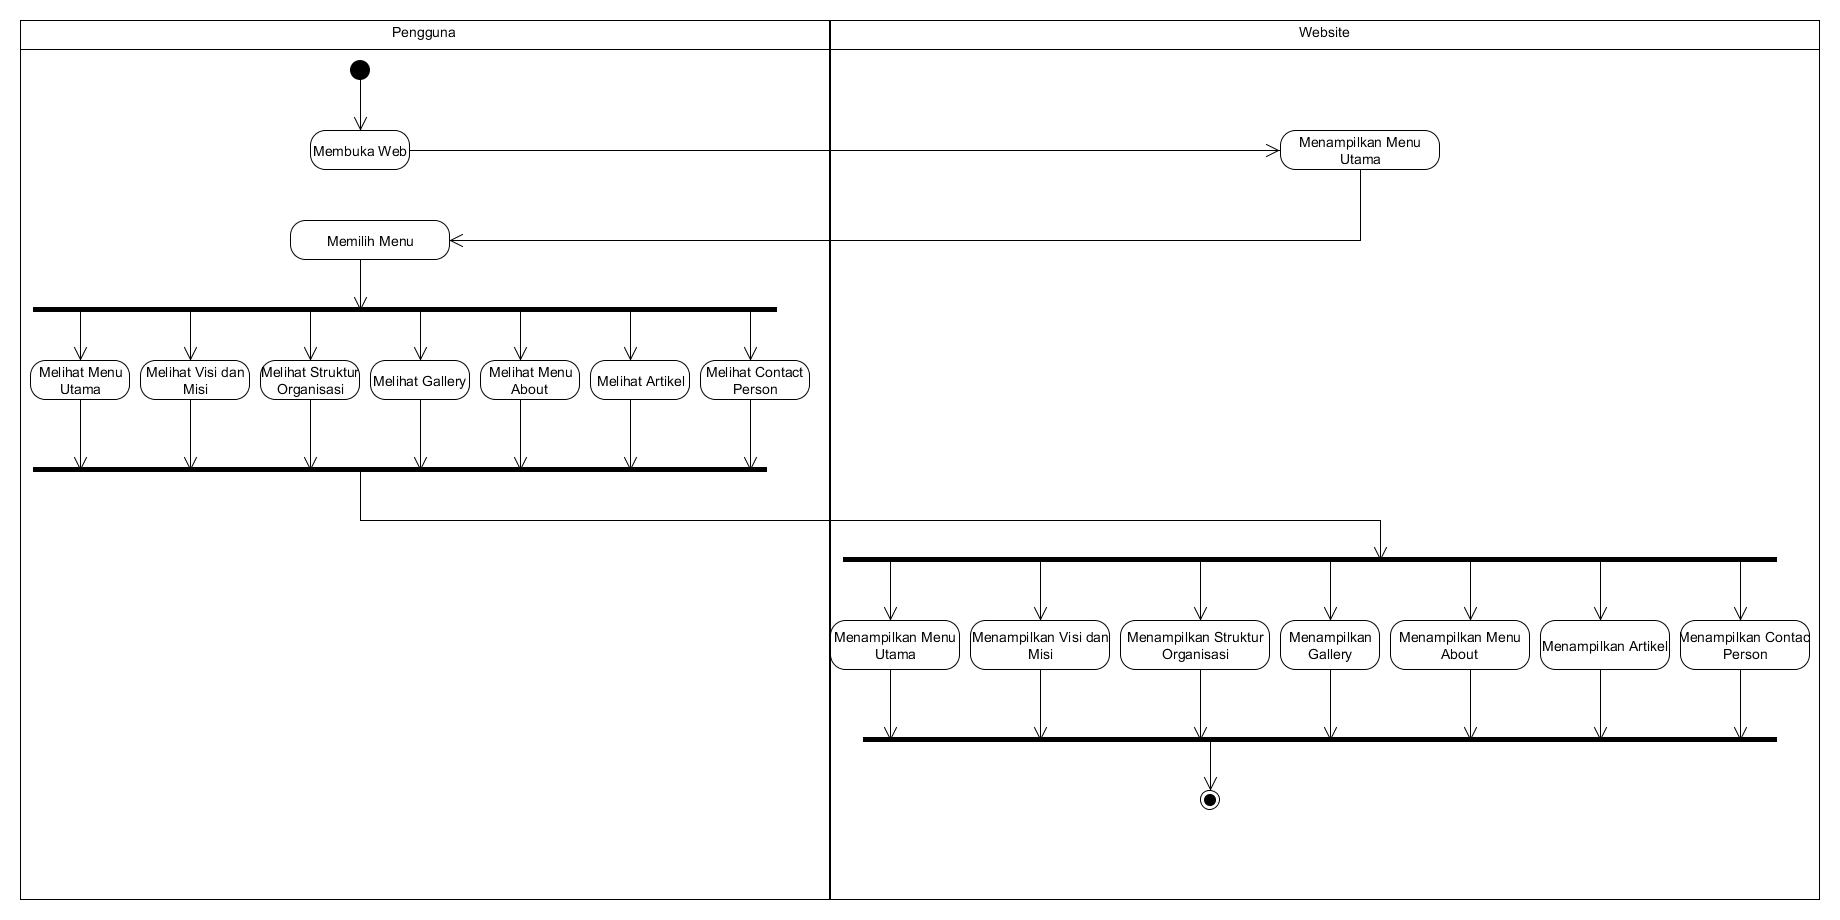 Pengguna
Website
Membuka Web
Menampilkan Menu
Utama
Memilih Menu
Melihat Menu
Utama
Melihat Visi dan
Misi
Melihat Struktur
Organisasi
Melihat Gallery
Melihat Menu
About
Melihat Artikel
Melihat Contact
Person
Menampilkan Menu
Utama
Menampilkan Visi dan
Misi
Menampilkan Struktur
Organisasi
Menampilkan
Gallery
Menampilkan Menu
About
Menampilkan Artikel
Menampilkan Contac
Person